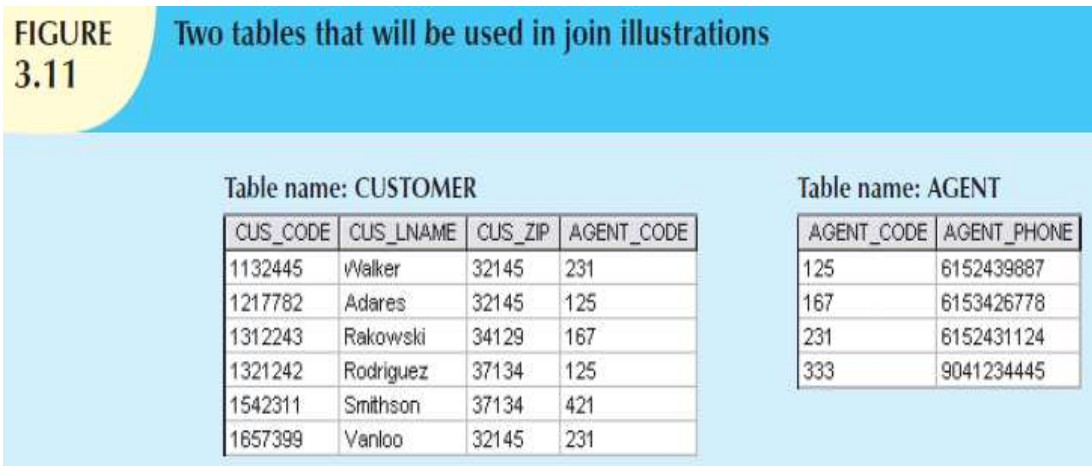 FIGURE 3.11
Two tables that will be used in join illustrations
Table name: CUSTOMER
CUS_CODE CUS_LNAME CUS_ZIP AGENT_CODE
1132445 Walker 32145 231
1217782 Adares 32145 125
1312243 Rakowski 34129 167
1321242 Rodriguez 37134 125
1542311 Smithson 37134 421
1657399 Vanloo 32145 231
Table name: AGENT
AGENT_CODE AGENT_PHONE
125 6152439887
167 6153426778
231 6152431124
333 9041234445